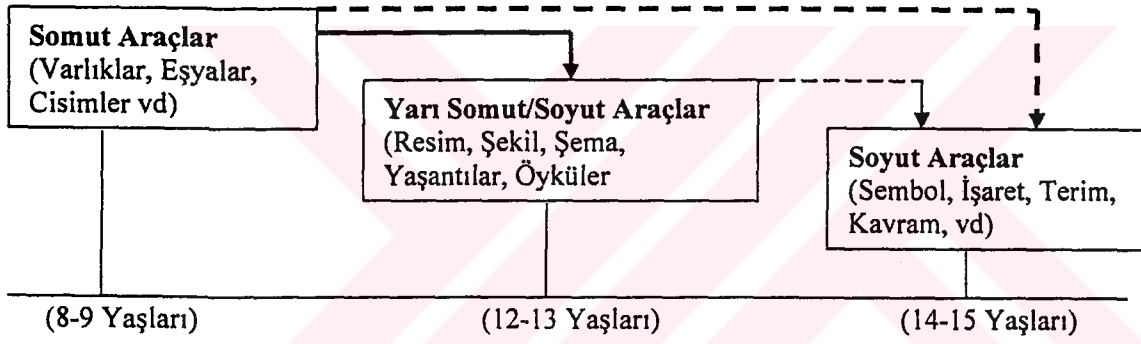 Somut Araçlar
(Varlıklar, Eşyalar,
Cisimler vd)
Yarı Somut/Soyut Araçlar
(Resim, Şekil, Şema,
Yaşantılar, Öyküler
Soyut Araçlar
(Sembol, İşaret, Terim,
Kavram, vd)
(8-9 Yaşları)
(12-13 Yaşları)
(14-15 Yaşları)